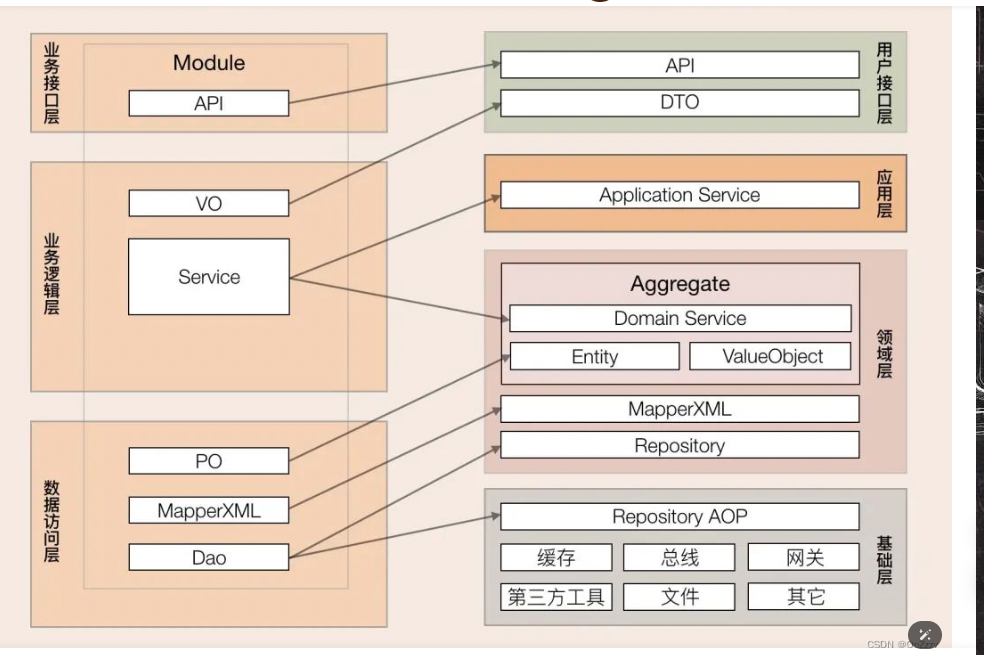 业务接口层
Module
API
业务逻辑层
VO
Service
数据访问层
PO
MapperXML
Dao
API
DTO
用户接口层
Application Service
应用层
Aggregate
Domain Service
Entity
ValueObject
MapperXML
Repository
领域层
Repository AOP
缓存
总线
网关
第三方工具
文件
其它
基础层
CSDN